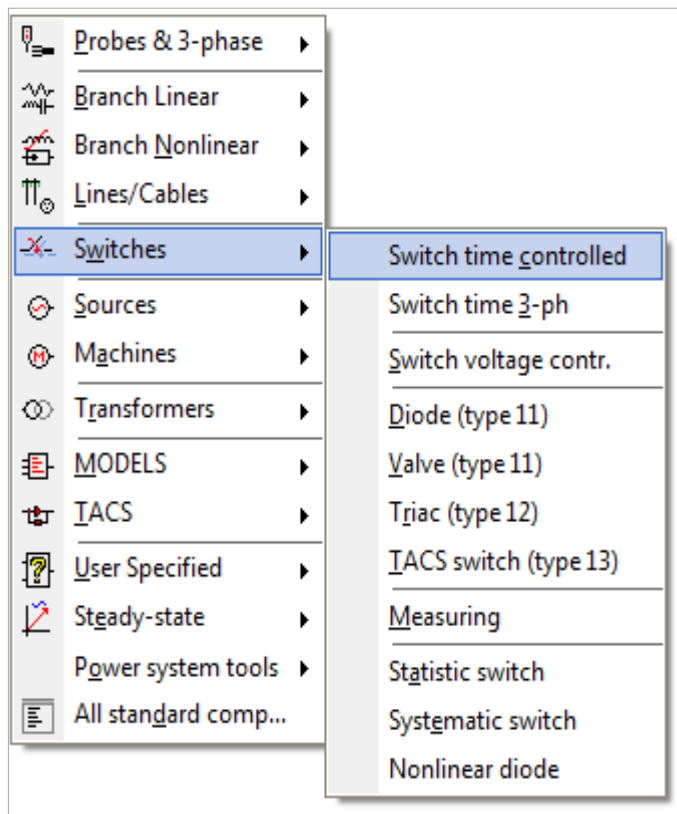 Probes & 3-phase
Branch Linear
Branch Nonlinear
Lines/Cables
Switches
Sources
Machines
Transformers
MODELS
TACS
User Specified
Steady-state
Power system tools
All standard comp...
Switch time controlled
Switch time 3-ph
Switch voltage contr.
Diode (type 11)
Valve (type 11)
Triac (type 12)
TACS switch (type 13)
Measuring
Statistic switch
Systematic switch
Nonlinear diode